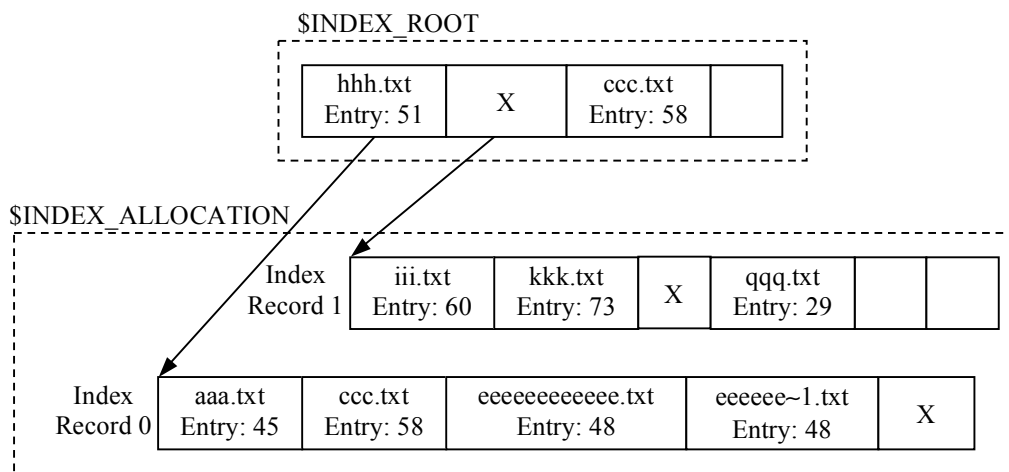 $INDEX_ROOT
hhh.txt
Entry: 51
X
ccc.txt
Entry: 58
$INDEX_ALLOCATION
Index
Record 1
iii.txt
Entry: 60
kkk.txt
Entry: 73
X
qqq.txt
Entry: 29
Index
Record 0
aaa.txt
Entry: 45
ccc.txt
Entry: 58
eeeeeeeeeeee.txt
Entry: 48
eeeeee~1.txt
Entry: 48
X